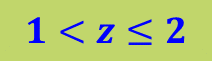 1 < z ≤ 2